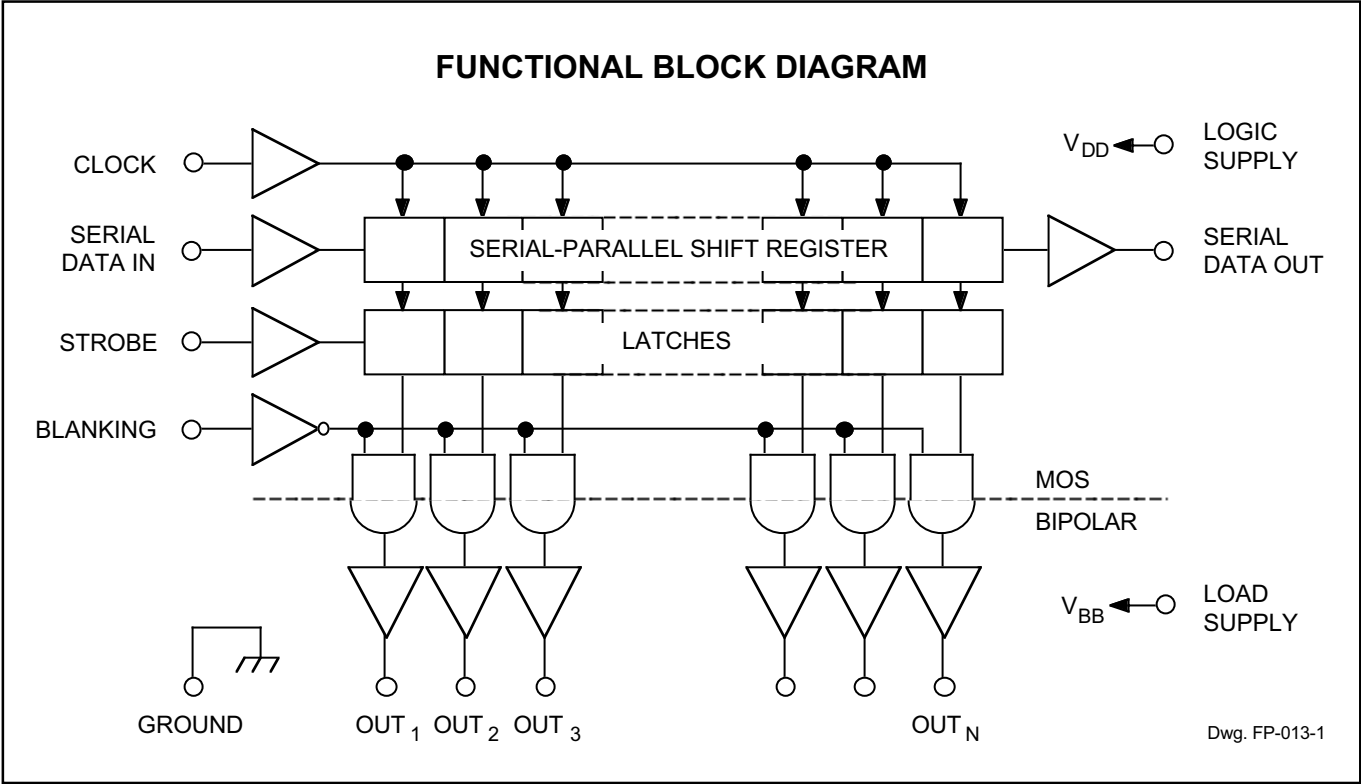 FUNCTIONAL BLOCK DIAGRAM
CLOCK
V DD
LOGIC
SUPPLY
SERIAL
DATA IN
SERIAL-PARALLEL SHIFT REGISTER
SERIAL
DATA OUT
STROBE
LATCHES
BLANKING
MOS
BIPOLAR
V BB
LOAD
SUPPLY
GROUND
OUT 1
OUT 2
OUT 3
OUT N
Dwg. FP-013-1